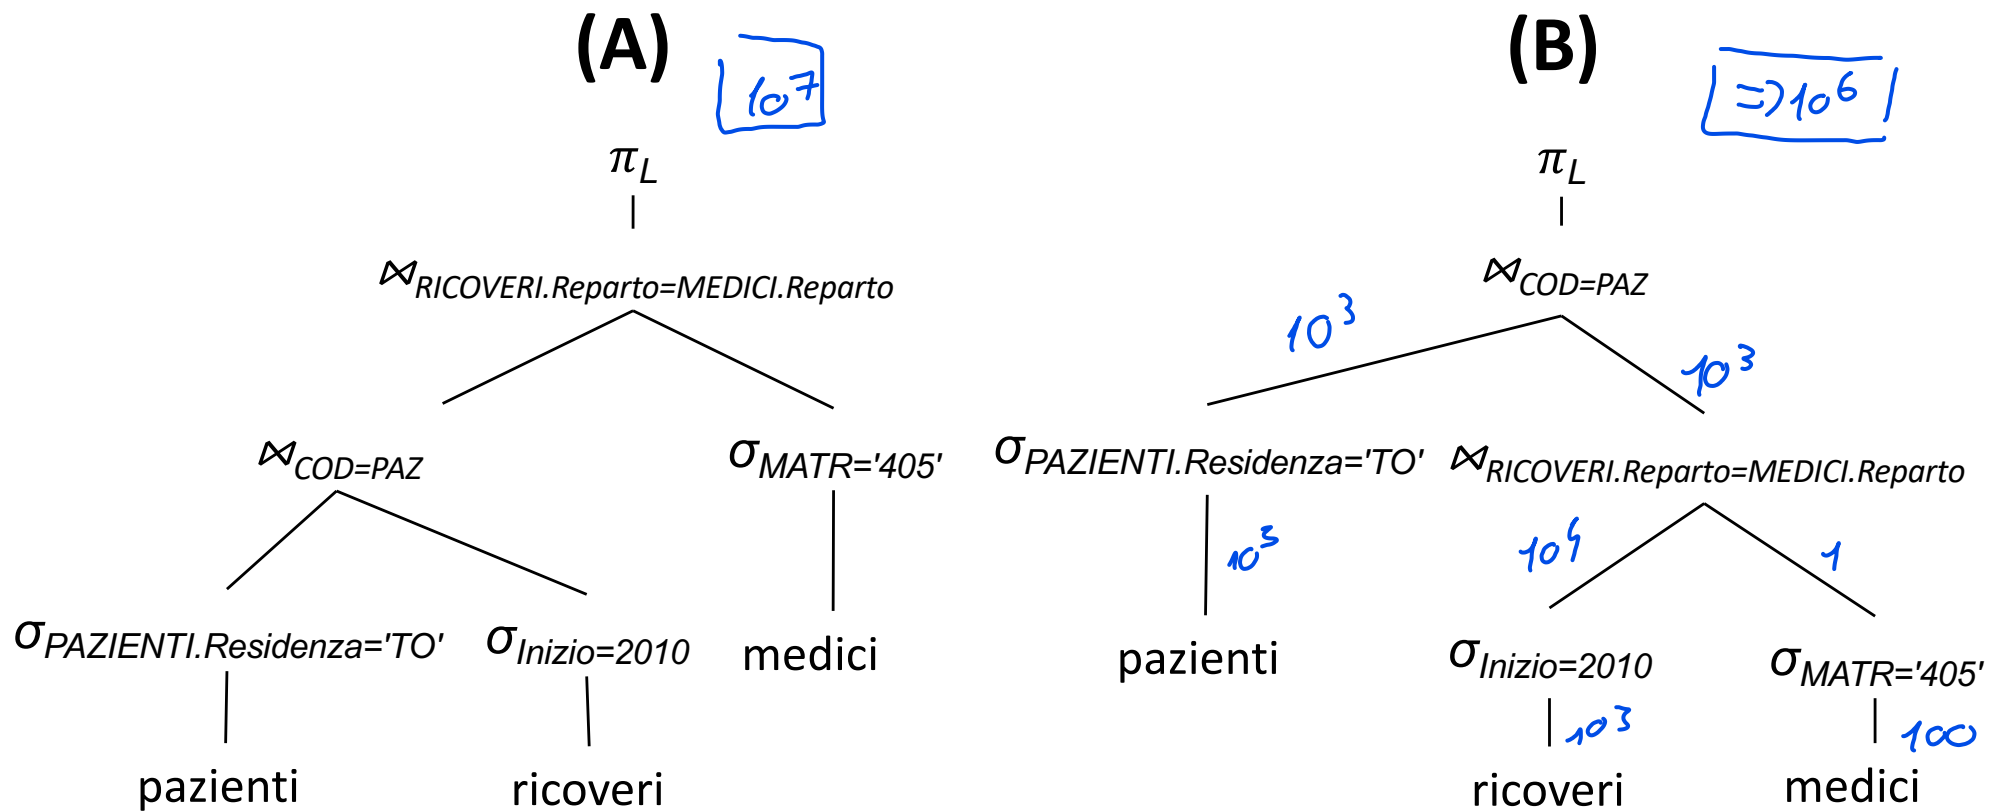 (A)
10^7
π_L
⋈_RICOVERI.Reparto=MEDICI.Reparto
⋈_COD=PAZ
σ_MATR='405'
σ_PAZIENTI.Residenza='TO'
σ_Inizio=2010
medici
pazienti
ricoveri
(B)
=>10^6
π_L
⋈_COD=PAZ
10^3
10^3
σ_PAZIENTI.Residenza='TO'
⋈_RICOVERI.Reparto=MEDICI.Reparto
10^3
10^4
1
pazienti
σ_Inizio=2010
σ_MATR='405'
10^3
100
ricoveri
medici